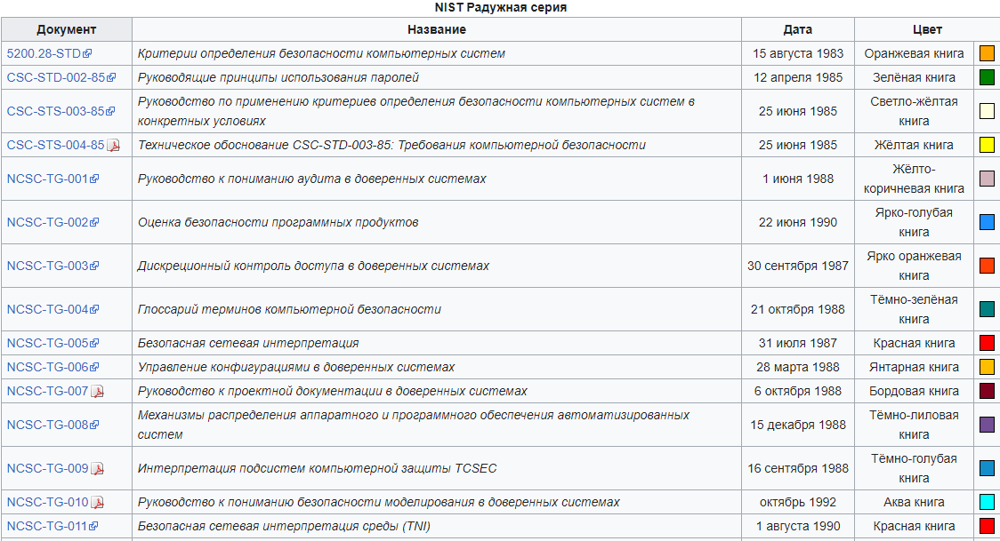 NIST Радужная серия
Документ Название Дата Цвет
5200.28-STD Критерии определения безопасности компьютерных систем 15 августа 1983 Оранжевая книга
CSC-STD-002-85 Руководящие принципы использования паролей 12 апреля 1985 Зелёная книга
CSC-STS-003-85 Руководство по применению критериев определения безопасности компьютерных систем в
конкретных условиях 25 июня 1985 Светло-жёлтая
книга
CSC-STS-004-85 Техническое обоснование CSC-STD-003-85: Требования компьютерной безопасности 25 июня 1985 Жёлтая книга
NCSC-TG-001 Руководство к пониманию аудита в доверенных системах 1 июня 1988 Жёлто-
коричневая книга
NCSC-TG-002 Оценка безопасности программных продуктов 22 июня 1990 Ярко-голубая
книга
NCSC-TG-003 Дискреционный контроль доступа в доверенных системах 30 сентября 1987 Ярко оранжевая
книга
NCSC-TG-004 Глоссарий терминов компьютерной безопасности 21 октября 1988 Тёмно-зелёная
книга
NCSC-TG-005 Безопасная сетевая интерпретация 31 июля 1987 Красная книга
NCSC-TG-006 Управление конфигурациями в доверенных системах 28 марта 1988 Янтарная книга
NCSC-TG-007 Руководство к проектной документации в доверенных системах 6 октября 1988 Бордовая книга
NCSC-TG-008 Механизмы распределения аппаратного и программного обеспечения автоматизированных
систем 15 декабря 1988 Тёмно-лиловая
книга
NCSC-TG-009 Интерпретация подсистем компьютерной защиты TCSEC 16 сентября 1988 Тёмно-голубая
книга
NCSC-TG-010 Руководство к пониманию безопасности моделирования в доверенных системах октябрь 1992 Аква книга
NCSC-TG-011 Безопасная сетевая интерпретация среды (TNI) 1 августа 1990 Красная книга